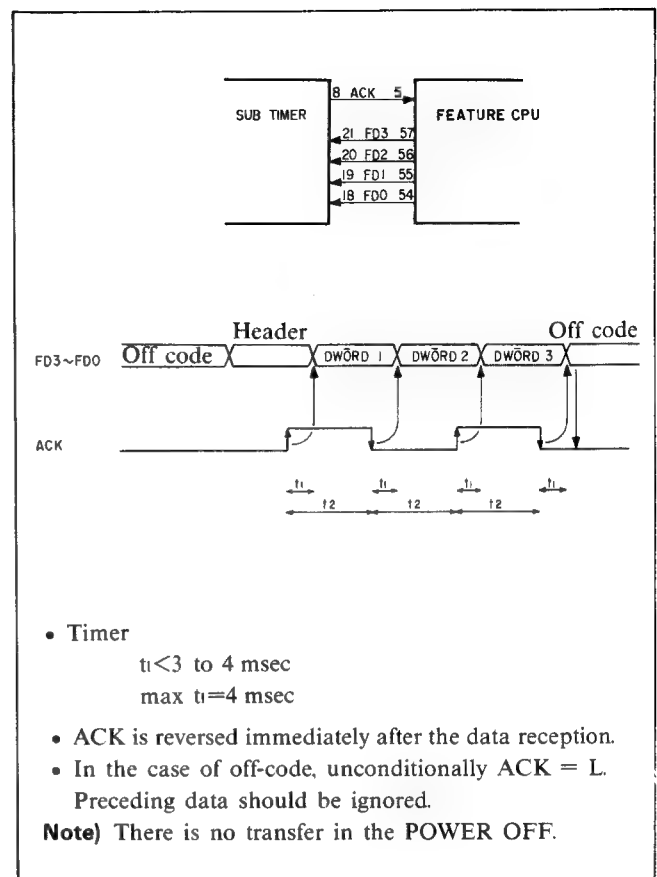 8 ACK 5
SUB TIMER
FEATURE CPU
21 FD3 57
20 FD2 56
19 FD1 55
18 FD0 54
Header
Off code
FD3~FD0
Off code
DWORD 1
DWORD 2
DWORD 3
ACK
t1
t1
t1
t1
t2
t2
t2
• Timer
t1<3 to 4 msec
max t1=4 msec
• ACK is reversed immediately after the data reception.
• In the case of off-code, unconditionally ACK = L.
Preceding data should be ignored.
Note) There is no transfer in the POWER OFF.